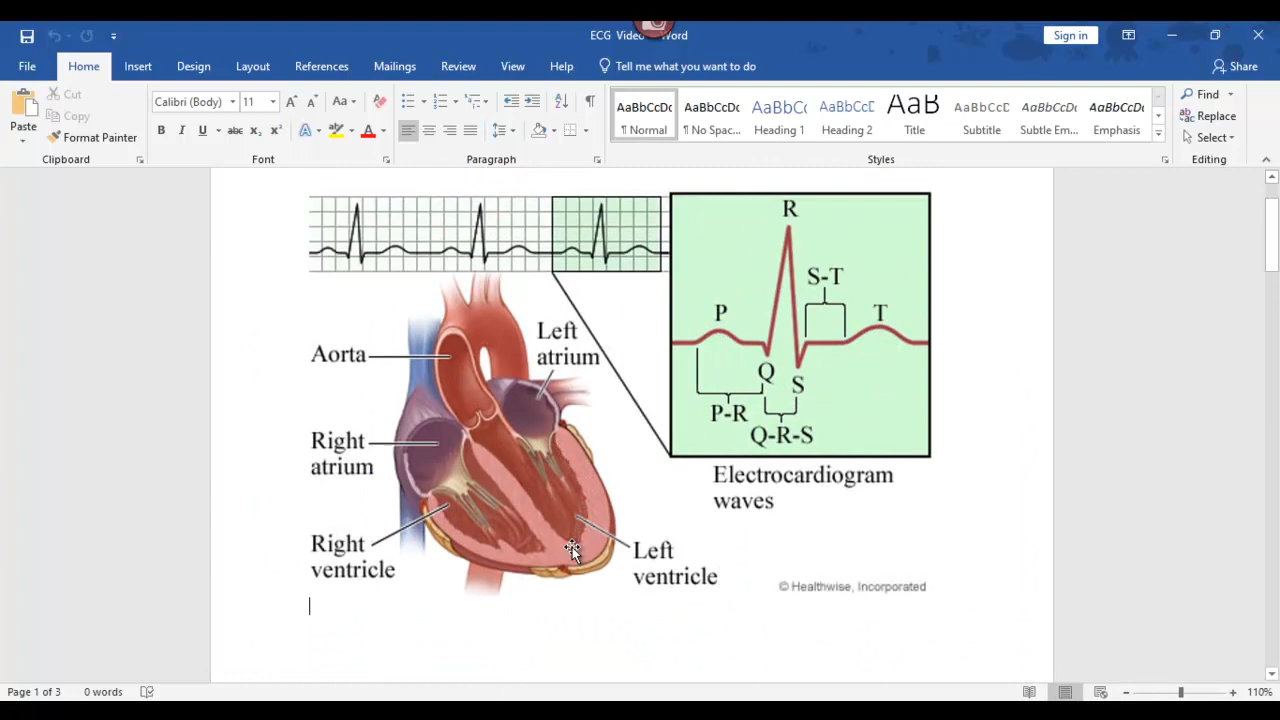 ECG Video
Word
Sign in
File
Home
Insert
Design
Layout
References
Mailings
Review
View
Help
Tell me what you want to do
Share
Paste
Cut
Copy
Format Painter
Clipboard
Calibri (Body)
11
Font
Paragraph
AaBbCcDc
¶ Normal
AaBbCcDc
¶ No Spac...
AaBbCc
Heading 1
AaBbCcD
Heading 2
AaB
Title
AaBbCcD
Subtitle
AaBbCcDc
Subtle Em...
AaBbCcDc
Emphasis
Styles
Find
Replace
Select
Editing
R
S-T
P
T
Q
S
P-R
Q-R-S
Electrocardiogram
waves
Aorta
Left
atrium
Right
atrium
Right
ventricle
Left
ventricle
© Healthwise, Incorporated
Page 1 of 3
0 words
110%